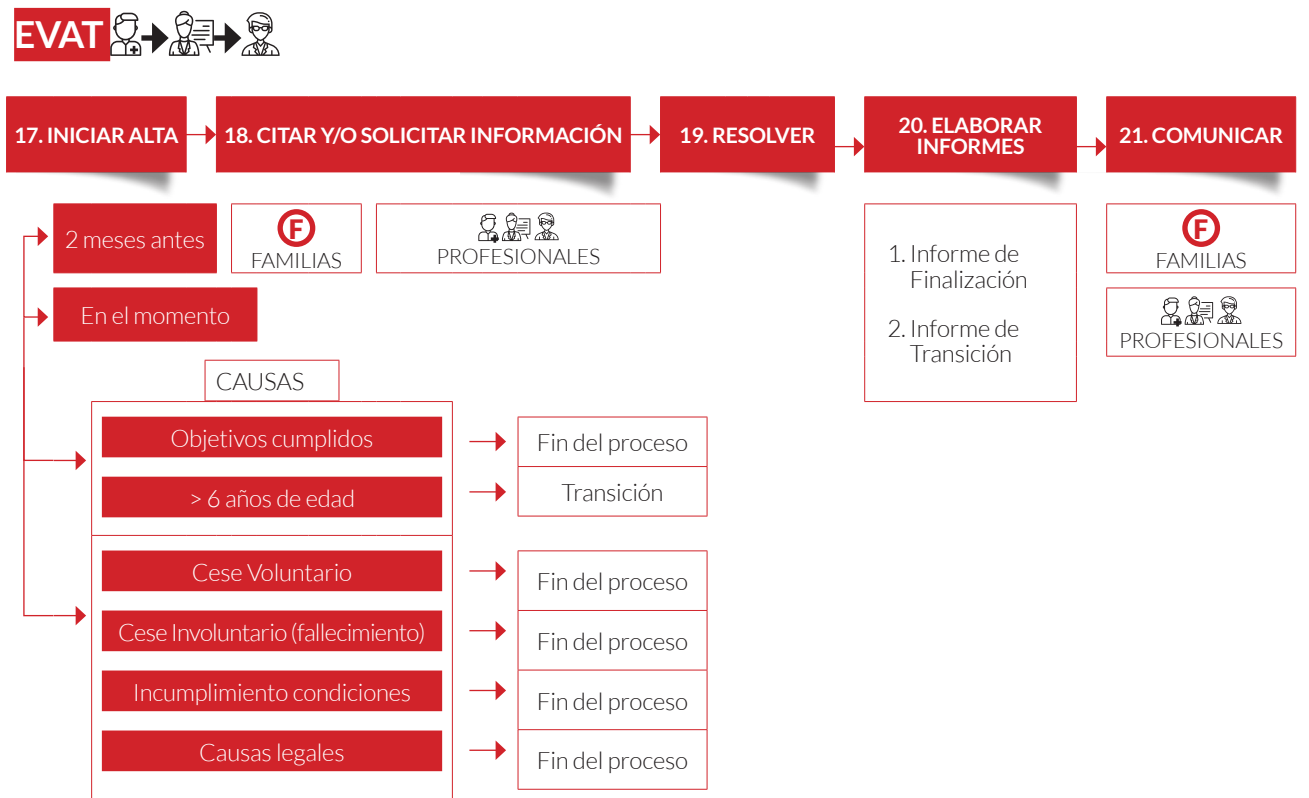 EVAT
17. INICIAR ALTA
18. CITAR Y/O SOLICITAR INFORMACIÓN
19. RESOLVER
20. ELABORAR
INFORMES
21. COMUNICAR
2 meses antes
F
FAMILIAS
PROFESIONALES
En el momento
CAUSAS
Objetivos cumplidos
Fin del proceso
> 6 años de edad
Transición
Cese Voluntario
Fin del proceso
Cese Involuntario (fallecimiento)
Fin del proceso
Incumplimiento condiciones
Fin del proceso
Causas legales
Fin del proceso
1. Informe de
Finalización
2. Informe de
Transición
F
FAMILIAS
PROFESIONALES